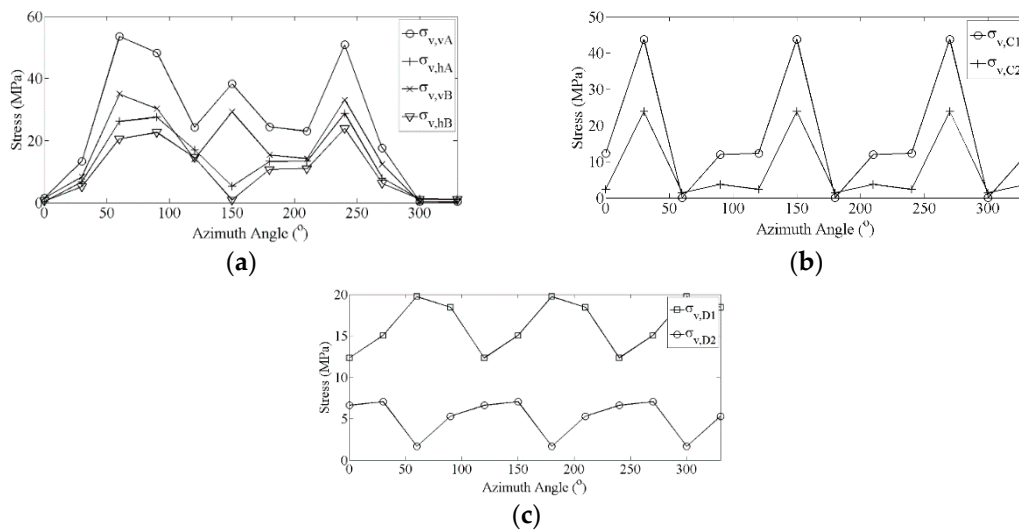 60
40
20
0
Stress (MPa)
σv,vA
σv,hA
σv,vB
σv,hB
0 50 100 150 200 250 300
Azimuth Angle (°)
(a)
50
40
30
20
10
0
Stress (MPa)
σv,C1
σv,C2
0 50 100 150 200 250 300
Azimuth Angle (°)
(b)
20
15
10
5
0
Stress (MPa)
σv,D1
σv,D2
0 50 100 150 200 250 300
Azimuth Angle (°)
(c)